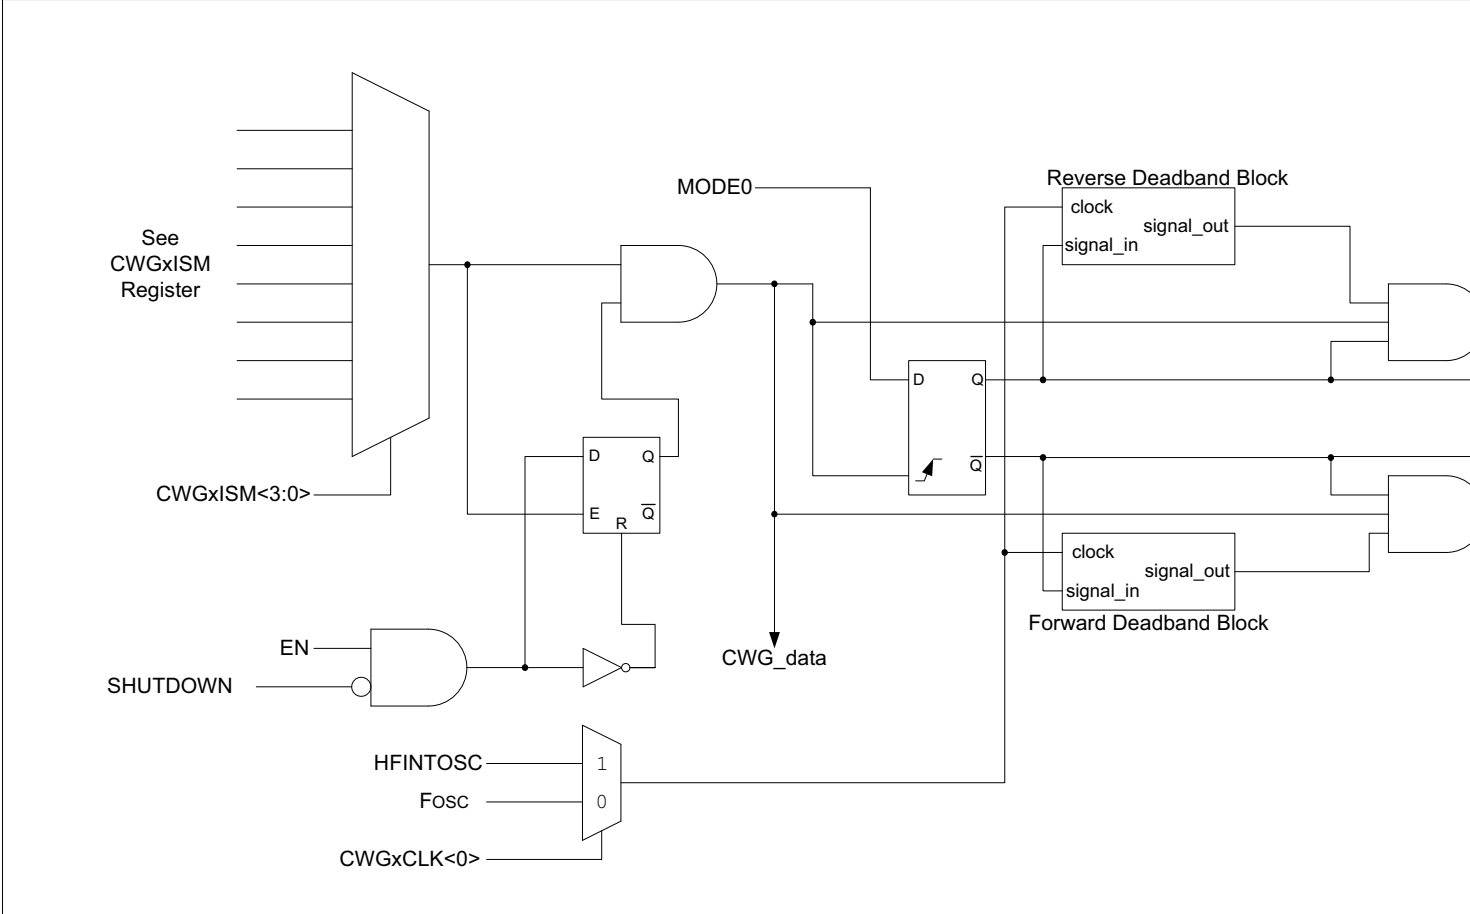 Reverse Deadband Block
MODE0
clock
signal_out
signal_in
See
CWGxISM
Register
D
Q
Q̅
CWGxISM<3:0>
D
Q
E
Q̅
R
clock
signal_out
signal_in
Forward Deadband Block
EN
SHUTDOWN
CWG_data
HFINTOSC
1
FOSC
0
CWGxCLK<0>